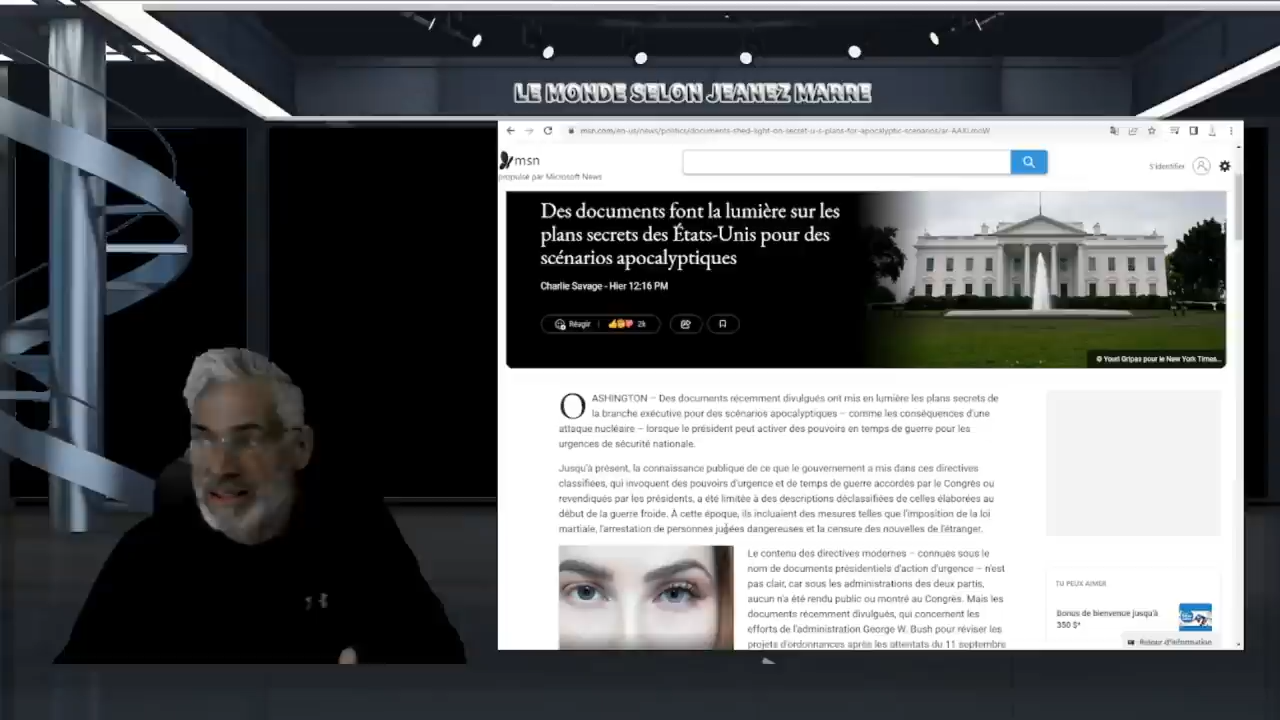 LE MONDE SELON JEANEZ MARRE
msn.com/en-us/news/politics/documents-shed-light-on-secret-u-s-plans-for-apocalyptic-scenarios/
msn
propulsé par Microsoft News
S'identifier
Des documents font la lumière sur les
plans secrets des États-Unis pour des
scénarios apocalyptiques
Charlie Savage - Hier 12:16 PM
Réagir
2k
© Youri Gripas pour le New York Times...
O ASHINGTON – Des documents récemment divulgués ont mis en lumière les plans secrets de
la branche exécutive pour des scénarios apocalyptiques – comme les conséquences d'une
attaque nucléaire – lorsque le président peut activer des pouvoirs en temps de guerre pour les
urgences de sécurité nationale.
Jusqu'à présent, la connaissance publique de ce que le gouvernement a mis dans ces directives
classifiées, qui invoquent des pouvoirs d'urgence et de temps de guerre accordés par le Congrès ou
revendiqués par les présidents, a été limitée à des descriptions déclassifiées de celles élaborées au
début de la guerre froide. À cette époque, ils incluaient des mesures telles que l'imposition de la loi
martiale, l'arrestation de personnes jugées dangereuses et la censure des nouvelles de l'étranger.
Le contenu des directives modernes – connues sous le
nom de documents présidentiels d'action d'urgence – n'est
pas clair, car sous les administrations des deux partis,
aucun n'a été rendu public ou montré au Congrès. Mais les
documents récemment divulgués, qui concernent les
efforts de l'administration George W. Bush pour réviser les
projets d'ordonnances après les attentats du 11 septembre
TU PEUX AIMER
Bonus de bienvenue jusqu'à
350 $*
Retour d'information